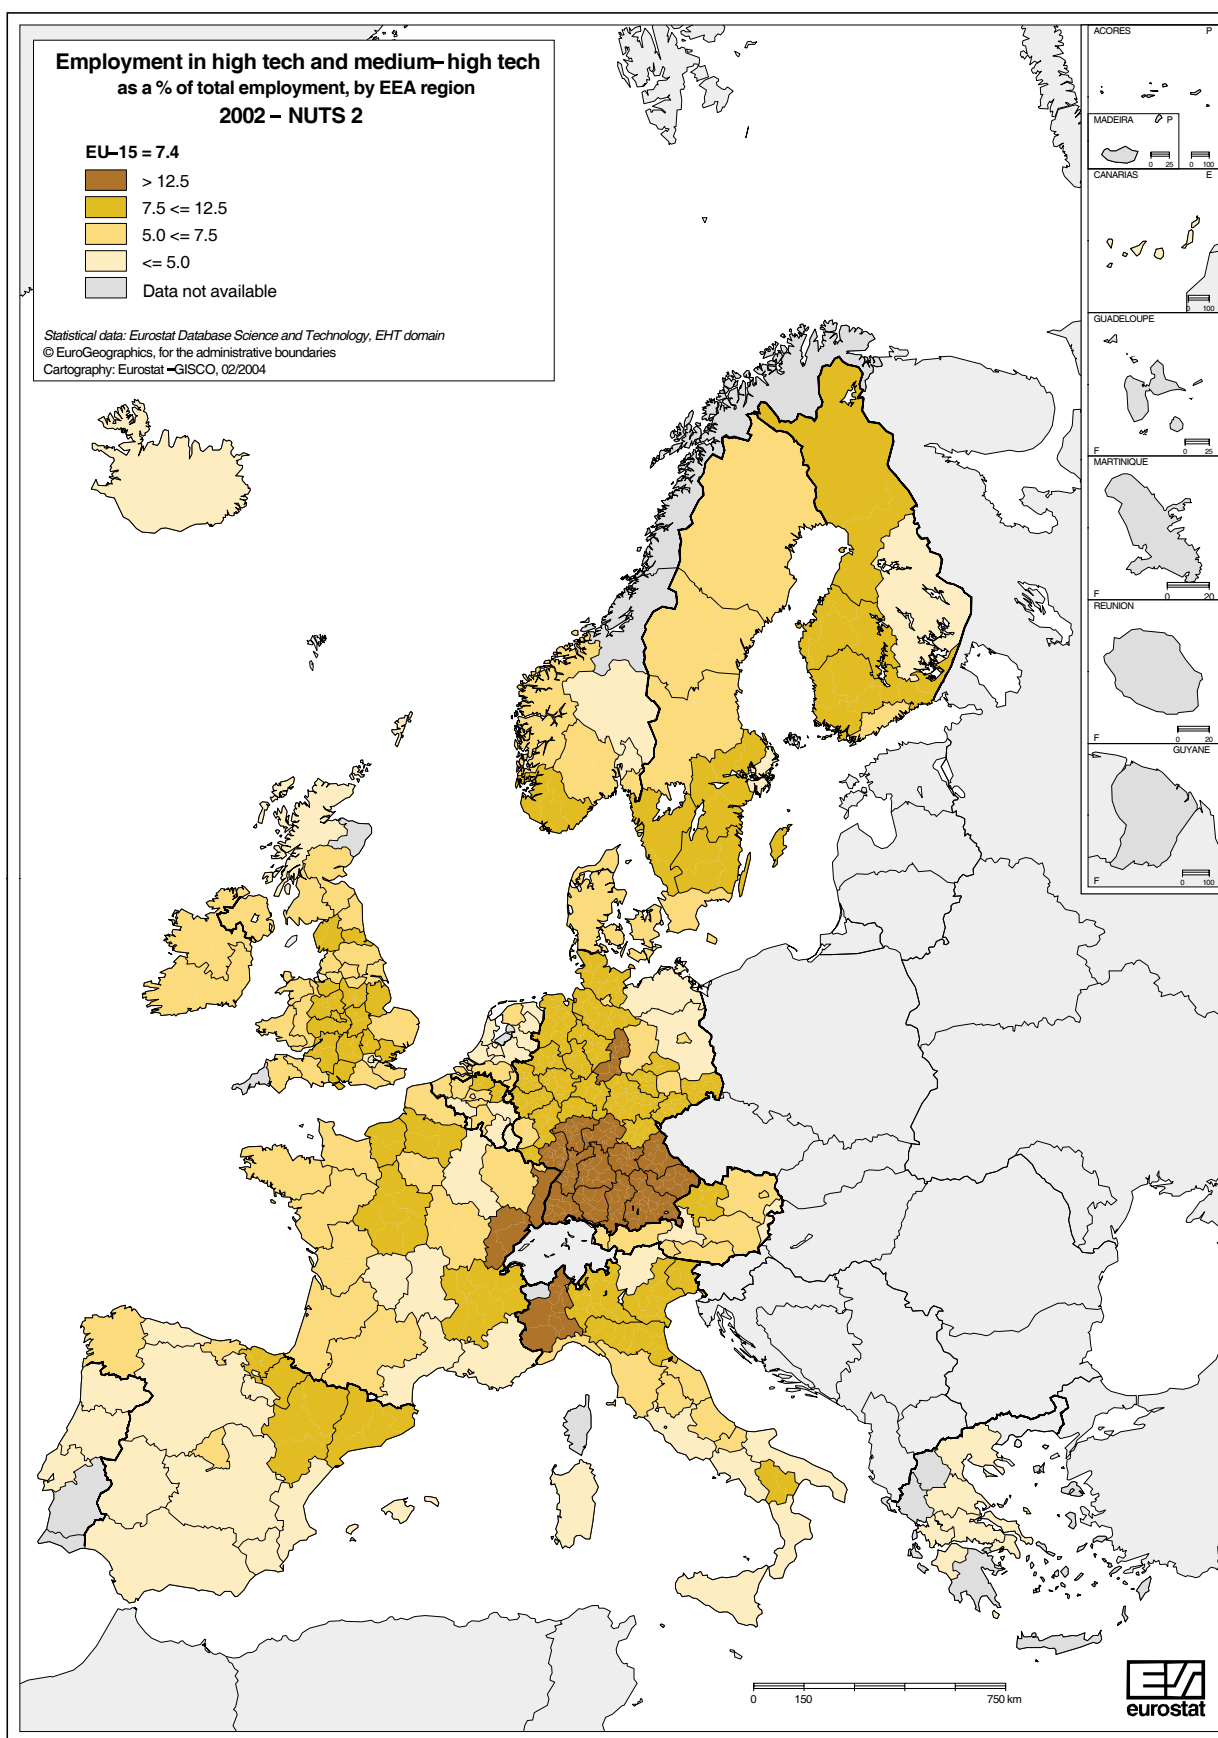 Employment in high tech and medium–high tech
as a % of total employment, by EEA region
2002 – NUTS 2
EU–15 = 7.4
> 12.5
7.5 <= 12.5
5.0 <= 7.5
<= 5.0
Data not available
Statistical data: Eurostat Database Science and Technology, EHT domain
© EuroGeographics, for the administrative boundaries
Cartography: Eurostat – GISCO, 02/2004
ACORES P
MADEIRA P
0 25 0 100
CANARIAS E
0 100
GUADELOUPE
F 0 25
MARTINIQUE
F 0 20
REUNION
F 0 20
GUYANE
F 0 100
0 150 750 km
eurostat